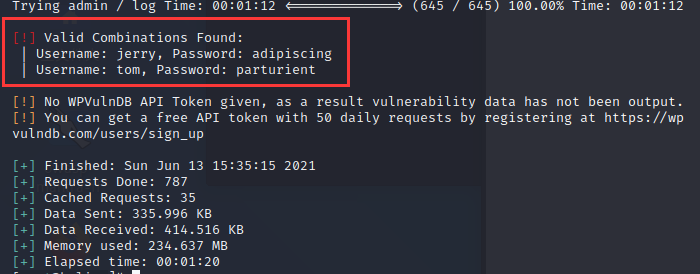 Trying admin / log Time: 00:01:12 <==============> (645 / 645) 100.00% Time: 00:01:12
[!] Valid Combinations Found:
| Username: jerry, Password: adipiscing
| Username: tom, Password: parturient
[!] No WPVulnDB API Token given, as a result vulnerability data has not been output.
[!] You can get a free API token with 50 daily requests by registering at https://wp
vulndb.com/users/sign_up
[+] Finished: Sun Jun 13 15:35:15 2021
[+] Requests Done: 787
[+] Cached Requests: 35
[+] Data Sent: 335.996 KB
[+] Data Received: 414.516 KB
[+] Memory used: 234.637 MB
[+] Elapsed time: 00:01:20